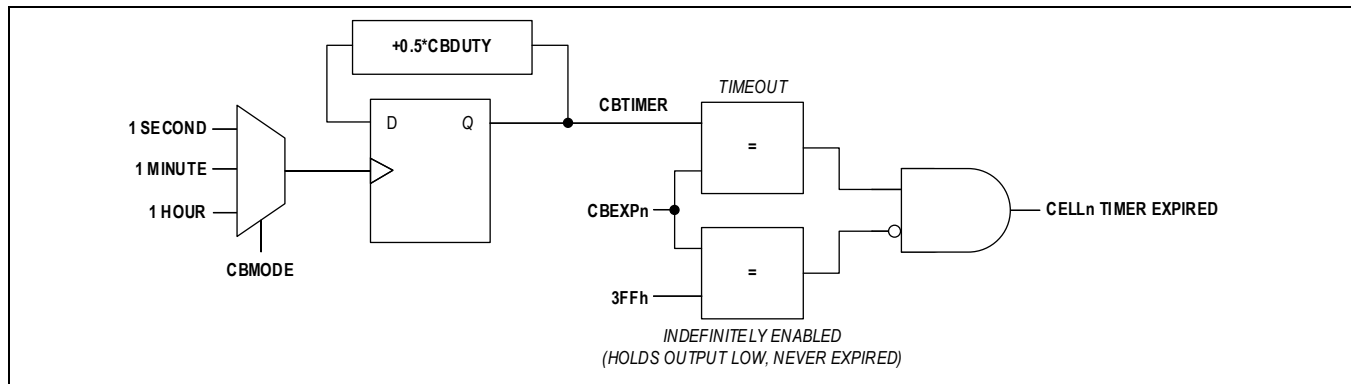 +0.5*CBDUTY
TIMEOUT
CBTIMER
1 SECOND
D Q
1 MINUTE
=
1 HOUR
CBEXPn
CELLn TIMER EXPIRED
CBMODE
=
3FFh
INDEFINITELY ENABLED
(HOLDS OUTPUT LOW, NEVER EXPIRED)